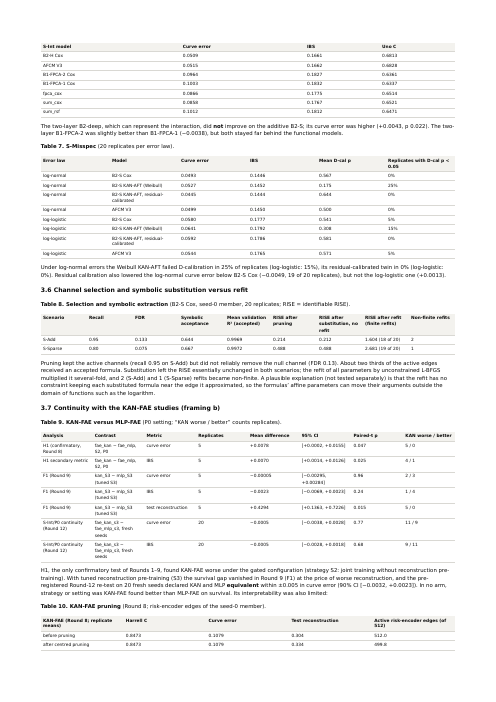 S-Int model Curve error IBS Uno C
B2-H Cox 0.0509 0.1661 0.6813
AFCM V3 0.0515 0.1662 0.6828
B1-FPCA-2 Cox 0.0960 0.1827 0.6361
B1-FPCA-1 Cox 0.1003 0.1832 0.6337
fpca_cox 0.0866 0.1775 0.6514
sum_cox 0.0858 0.1767 0.6521
sum_rsf 0.1012 0.1812 0.6471
The two-layer B2-deep, which can represent the interaction, did not improve on the additive B2-S; its curve error was higher (+0.0043, p 0.022). The two-
layer B1-FPCA-2 was slightly better than B1-FPCA-1 (−0.0038), but both stayed far behind the functional models.
Table 7. S-Misspec (20 replicates per error law).
Error law Model Curve error IBS Mean D-cal p Replicates with D-cal p <
0.05
log-normal B2-S Cox 0.0493 0.1446 0.567 0%
log-normal B2-S KAN-AFT (Weibull) 0.0527 0.1452 0.175 25%
log-normal B2-S KAN-AFT, residual-
calibrated 0.0445 0.1444 0.644 0%
log-normal AFCM V3 0.0499 0.1450 0.500 0%
log-logistic B2-S Cox 0.0580 0.1777 0.541 5%
log-logistic B2-S KAN-AFT (Weibull) 0.0641 0.1792 0.308 15%
log-logistic B2-S KAN-AFT, residual-
calibrated 0.0592 0.1786 0.581 0%
log-logistic AFCM V3 0.0544 0.1765 0.571 5%
Under log-normal errors the Weibull KAN-AFT failed D-calibration in 25% of replicates (log-logistic: 15%), its residual-calibrated twin in 0% (log-logistic:
0%). Residual calibration also lowered the log-normal curve error below B2-S Cox (−0.0049, 19 of 20 replicates), but not the log-logistic one (+0.0013).
3.6 Channel selection and symbolic substitution versus refit
Table 8. Selection and symbolic extraction (B2-S Cox, seed-0 member, 20 replicates; RISE = identifiable RISE).
Scenario Recall FDR Symbolic
acceptance Mean validation
R² (accepted) RISE after
pruning RISE after
substitution, no
refit RISE after refit
(finite refits) Non-finite refits
S-Add 0.95 0.133 0.644 0.9969 0.214 0.212 1.604 (18 of 20) 2
S-Sparse 0.80 0.075 0.667 0.9972 0.488 0.488 2.681 (19 of 20) 1
Pruning kept the active channels (recall 0.95 on S-Add) but did not reliably remove the null channel (FDR 0.13). About two thirds of the active edges
received an accepted formula. Substitution left the RISE essentially unchanged in both scenarios; the refit of all parameters by unconstrained L-BFGS
multiplied it several-fold, and 2 (S-Add) and 1 (S-Sparse) refits became non-finite. A plausible explanation (not tested separately) is that the refit has no
constraint keeping each substituted formula near the edge it approximated, so the formulas' affine parameters can move their arguments outside the
domain of functions such as the logarithm.
3.7 Continuity with the KAN-FAE studies (framing b)
Table 9. KAN-FAE versus MLP-FAE (P0 setting; "KAN worse / better" counts replicates).
Analysis Contrast Metric Replicates Mean difference 95% CI Paired-t p KAN worse / better
H1 (confirmatory,
Round 8) fae_kan − fae_mlp,
S2, P0 curve error 5 +0.0078 [+0.0002, +0.0155] 0.047 5 / 0
H1 secondary metric fae_kan − fae_mlp,
S2, P0 IBS 5 +0.0070 [+0.0014, +0.0126] 0.025 4 / 1
F1 (Round 9) kan_S3 − mlp_S3
(tuned S3) curve error 5 −0.00005 [−0.00295,
+0.00284] 0.96 2 / 3
F1 (Round 9) kan_S3 − mlp_S3
(tuned S3) IBS 5 −0.0023 [−0.0069, +0.0023] 0.24 1 / 4
F1 (Round 9) kan_S3 − mlp_S3
(tuned S3) test reconstruction 5 +0.4294 [+0.1363, +0.7226] 0.015 5 / 0
S-Int/P0 continuity
(Round 12) fae_kan_S3 −
fae_mlp_S3, fresh
seeds curve error 20 −0.0005 [−0.0038, +0.0028] 0.77 11 / 9
S-Int/P0 continuity
(Round 12) fae_kan_S3 −
fae_mlp_S3, fresh
seeds IBS 20 −0.0005 [−0.0028, +0.0018] 0.68 9 / 11
H1, the only confirmatory test of Rounds 1–9, found KAN-FAE worse under the gated configuration (strategy S2: joint training without reconstruction pre-
training). With tuned reconstruction pre-training (S3) the survival gap vanished in Round 9 (F1) at the price of worse reconstruction, and the pre-
registered Round-12 re-test on 20 fresh seeds declared KAN and MLP equivalent within ±0.005 in curve error (90% CI [−0.0032, +0.0023]). In no arm,
strategy or setting was KAN-FAE found better than MLP-FAE on survival. Its interpretability was also limited:
Table 10. KAN-FAE pruning (Round 8; risk-encoder edges of the seed-0 member).
KAN-FAE (Round 8; replicate
means) Harrell C Curve error Test reconstruction Active risk-encoder edges (of
512)
before pruning 0.8473 0.1079 0.304 512.0
after centred pruning 0.8473 0.1079 0.334 499.8